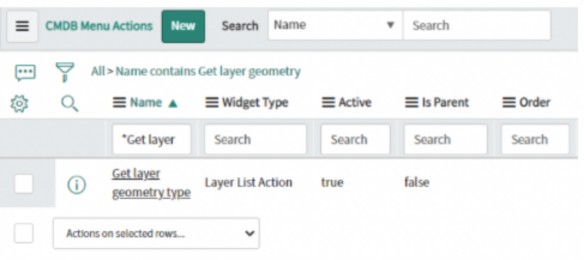 CMDB Menu Actions New Search Name Search
All > Name contains Get layer geometry
Name Widget Type Active Is Parent Order
*Get layer Search Search Search Search
Get layer
geometry type Layer List Action true false
Actions on selected rows...